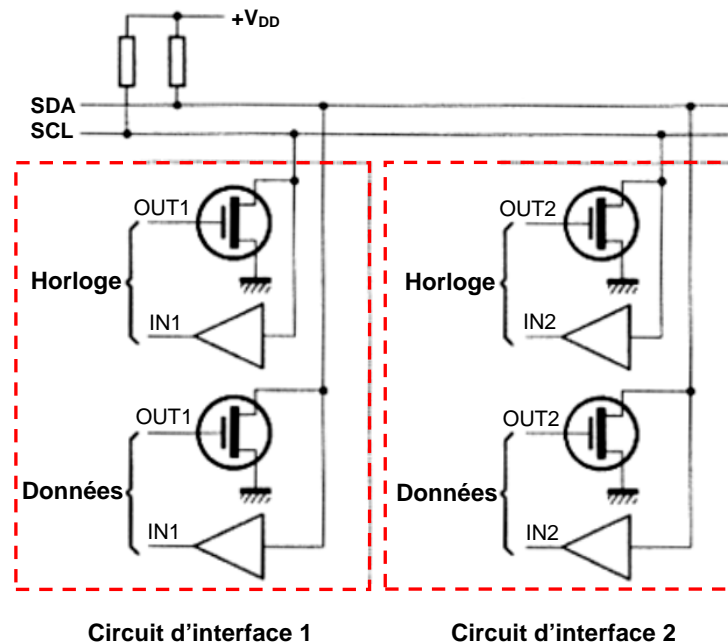 +VDD
SDA
SCL
OUT1
Horloge
IN1
OUT1
Données
IN1
Circuit d'interface 1
OUT2
Horloge
IN2
OUT2
Données
IN2
Circuit d'interface 2